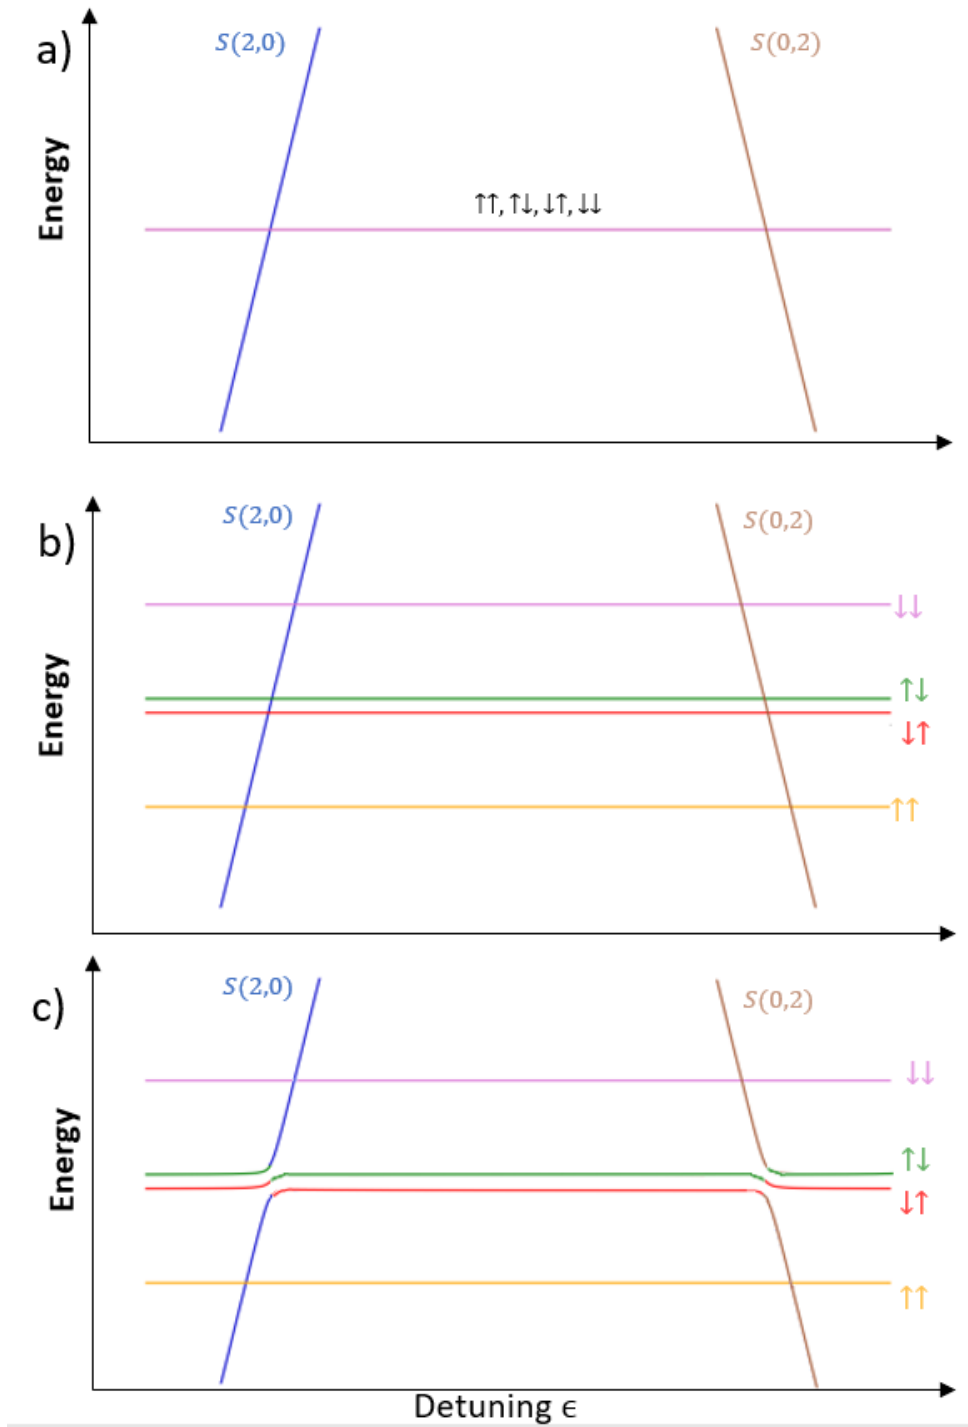 a)
S(2,0)
S(0,2)
Energy
↑↑,↑↓,↓↑,↓↓
b)
S(2,0)
S(0,2)
Energy
↓↓
↑↓
↓↑
↑↑
c)
S(2,0)
S(0,2)
Energy
↓↓
↑↓
↓↑
↑↑
Detuning ϵ